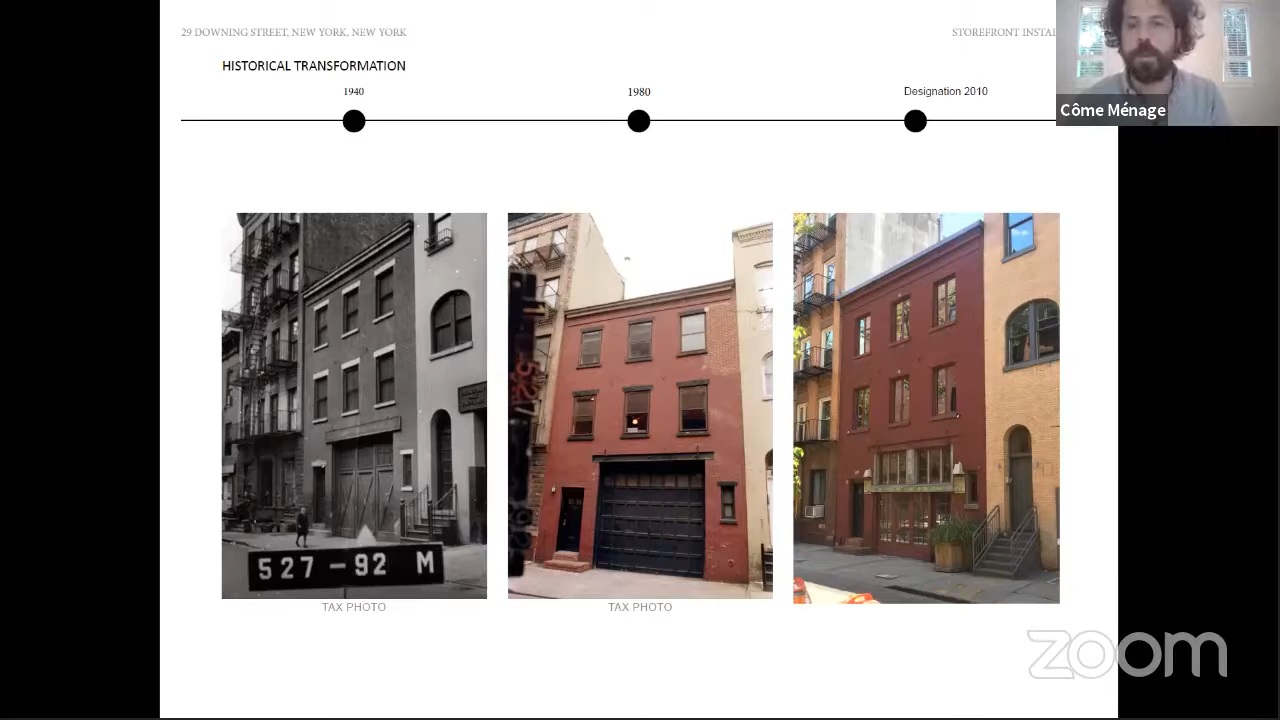 29 DOWNING STREET, NEW YORK, NEW YORK
STOREFRONT
HISTORICAL TRANSFORMATION
1940
1980
Designation 2010
Côme Ménage
527-92 M
TAX PHOTO
TAX PHOTO
zoom